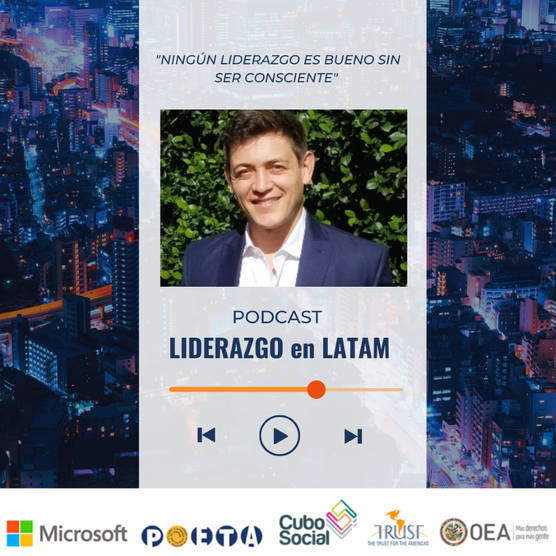 "NINGÚN LIDERAZGO ES BUENO SIN
SER CONSCIENTE"
PODCAST
LIDERAZGO en LATAM
Microsoft
POETA
Cubo
Social
TRUST
THE TRUST FOR THE AMERICAS
OEA
Más derechos
para más gente